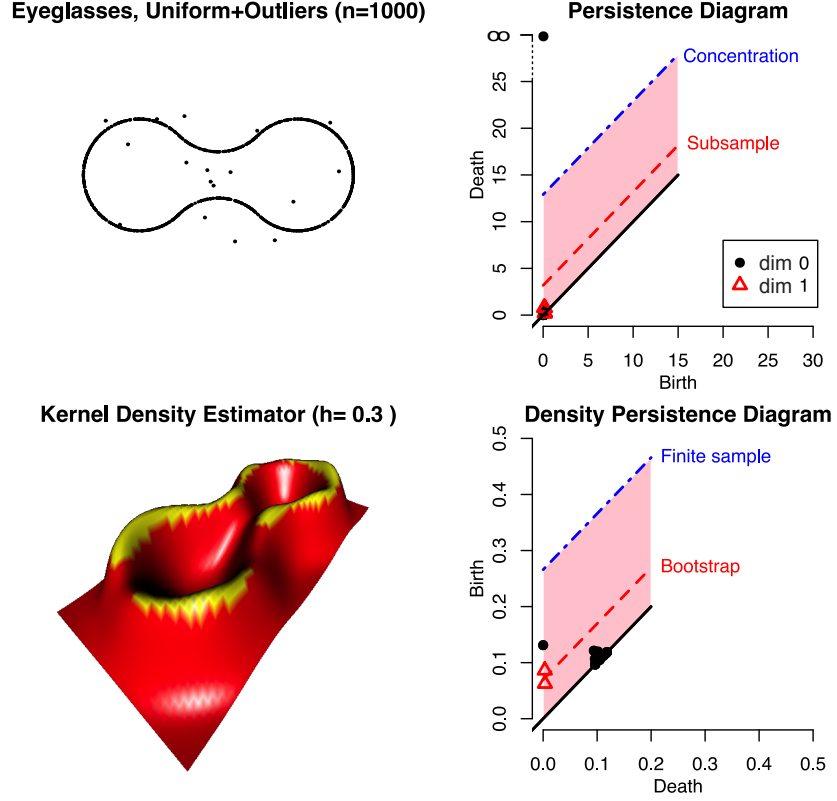 Eyeglasses, Uniform+Outliers (n=1000)
Persistence Diagram
∞
25
20
15
10
5
0
Death
Concentration
Subsample
dim 0
dim 1
0 5 10 15 20 25 30
Birth
Kernel Density Estimator (h= 0.3 )
Density Persistence Diagram
0.5
0.4
0.3
0.2
0.1
0.0
Birth
Finite sample
Bootstrap
0.0 0.1 0.2 0.3 0.4 0.5
Death